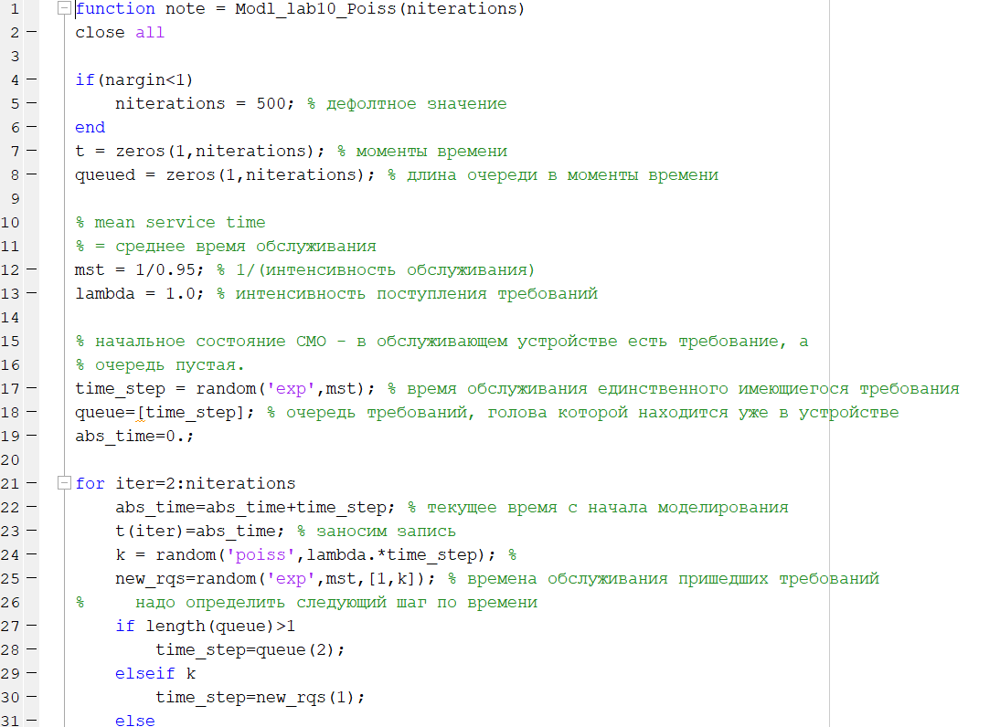 1 function note = Modl_lab10_Poiss(niterations)
2 close all
3
4 if(nargin<1)
5 niterations = 500; % дефолтное значение
6 end
7 t = zeros(1,niterations); % моменты времени
8 queued = zeros(1,niterations); % длина очереди в моменты времени
9
10 % mean service time
11 % = среднее время обслуживания
12 mst = 1/0.95; % 1/(интенсивность обслуживания)
13 lambda = 1.0; % интенсивность поступления требований
14
15 % начальное состояние СМО - в обслуживающем устройстве есть требование, а
16 % очередь пустая.
17 time_step = random('exp',mst); % время обслуживания единственного имеющиегося требования
18 queue=[time_step]; % очередь требований, голова которой находится уже в устройстве
19 abs_time=0.;
20
21 for iter=2:niterations
22 abs_time=abs_time+time_step; % текущее время с начала моделирования
23 t(iter)=abs_time; % заносим запись
24 k = random('poiss',lambda.*time_step); %
25 new_rqs=random('exp',mst,[1,k]); % времена обслуживания пришедших требований
26 % надо определить следующий шаг по времени
27 if length(queue)>1
28 time_step=queue(2);
29 elseif k
30 time_step=new_rqs(1);
31 else